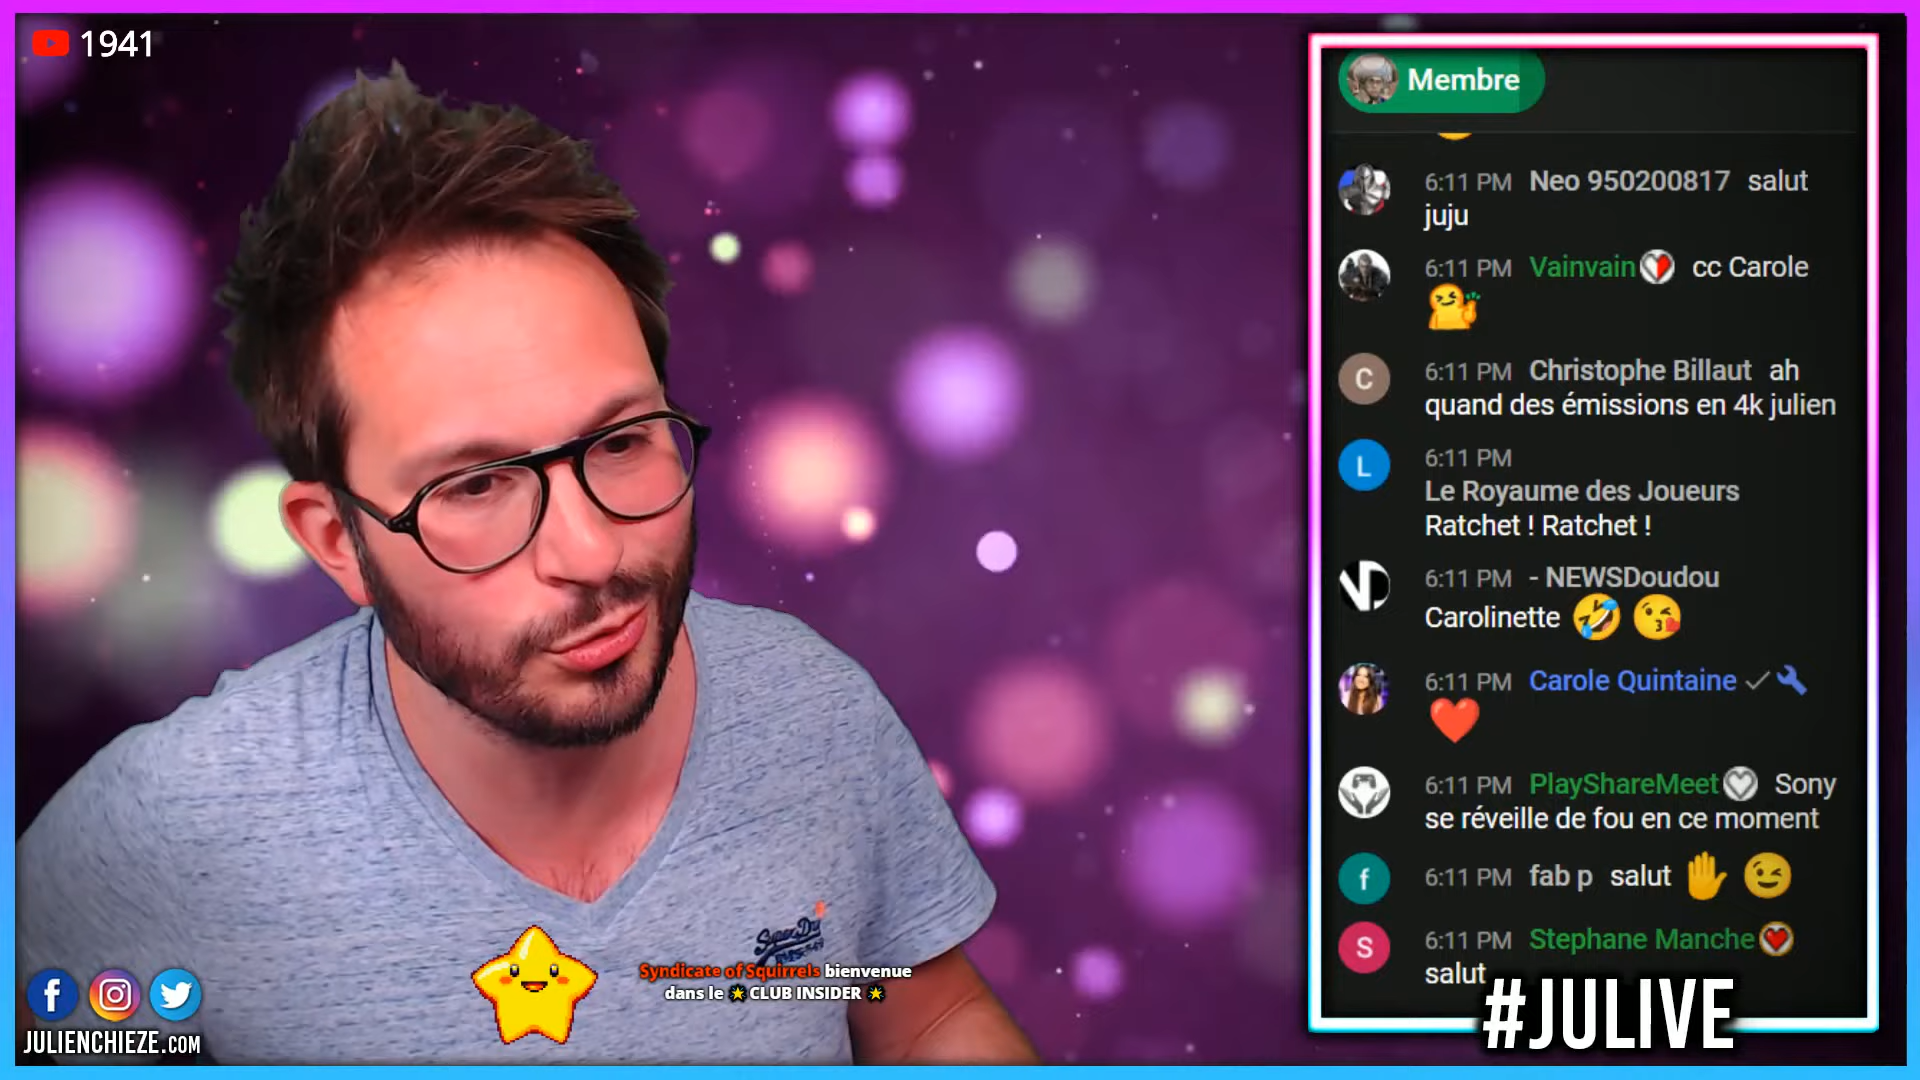 1941
Membre
6:11 PM Neo 950200817 salut
juju
6:11 PM Vainvain cc Carole
C
6:11 PM Christophe Billaut ah
quand des émissions en 4k julien
L
6:11 PM
Le Royaume des Joueurs
Ratchet ! Ratchet !
6:11 PM - NEWSDoudou
Carolinette
6:11 PM Carole Quintaine
6:11 PM PlayShareMeet Sony
se réveille de fou en ce moment
f
6:11 PM fab p salut
S
6:11 PM Stephane Manche
salut
#JULIVE
Syndicate of Squirrels bienvenue
dans le CLUB INSIDER
JULIENCHIEZE.COM